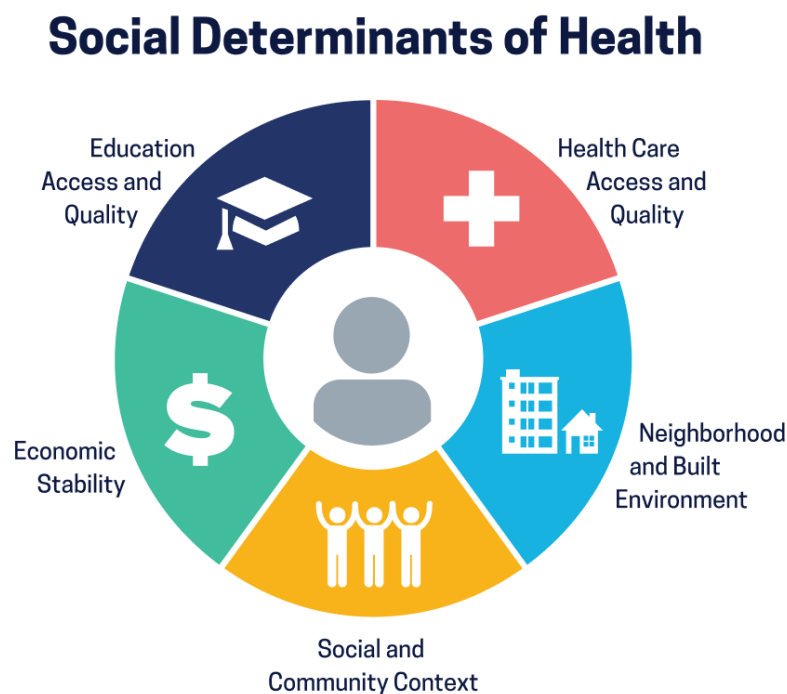 Social Determinants of Health
Education
Access and
Quality
Health Care
Access and
Quality
Economic
Stability
Neighborhood
and Built
Environment
Social and
Community Context